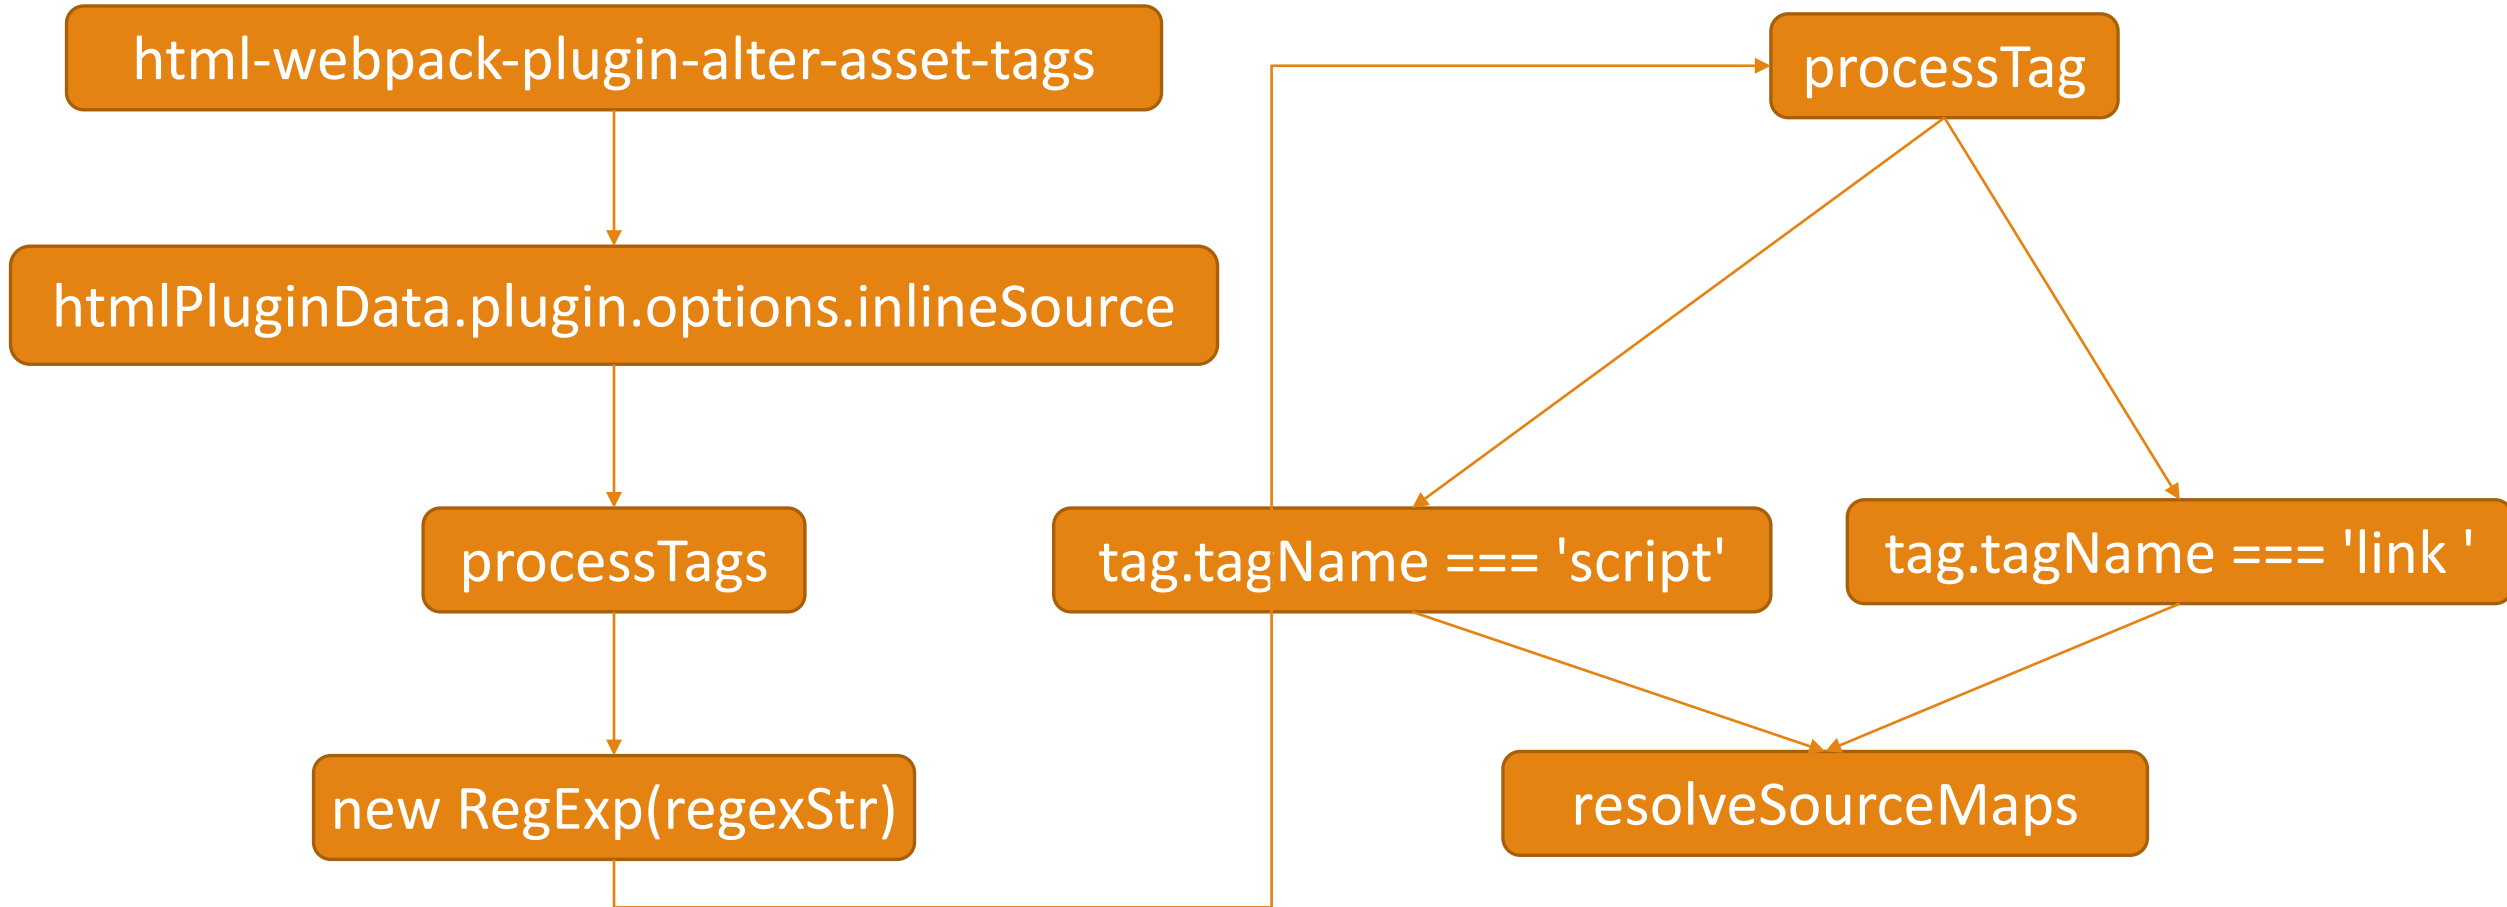 html-webpack-plugin-alter-asset-tags
htmlPluginData.plugin.options.inlineSource
processTags
new RegExp(regexStr)
processTag
tag.tagName === 'script'
tag.tagName === 'link '
resolveSourceMaps